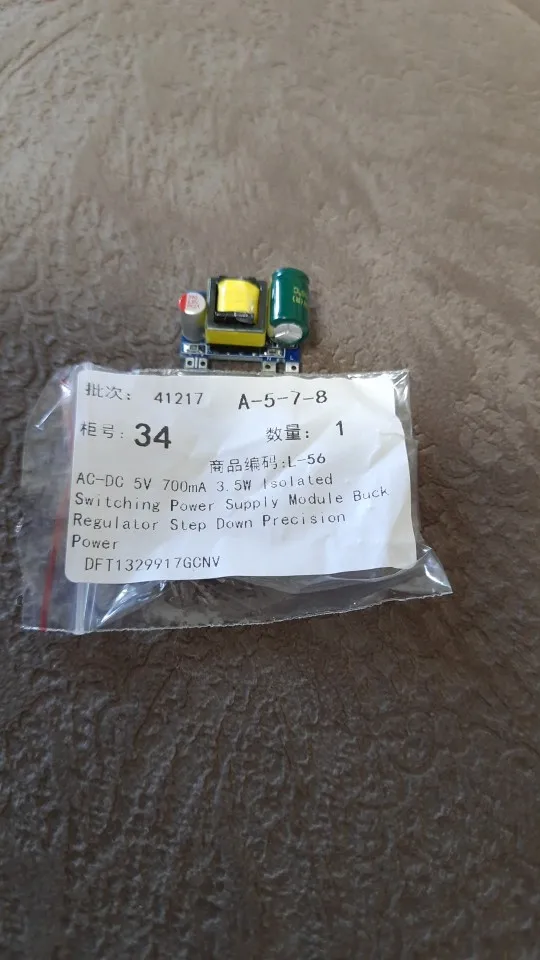 批次: 41217 A-5-7-8
柜号: 34 数量: 1
商品编码:L-56
AC-DC 5V 700mA 3.5W Isolated
Switching Power Supply Module Buck
Regulator Step Down Precision
Power
DFT1329917GCNV